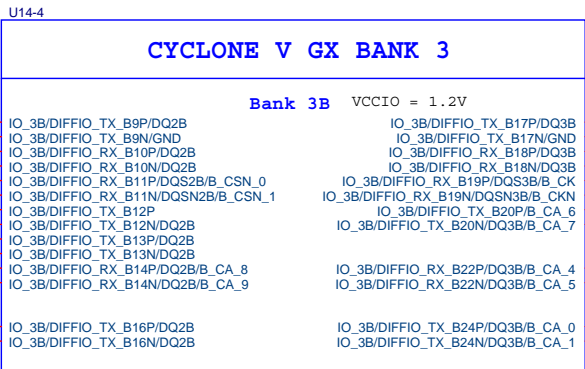 U14-4
CYCLONE V GX BANK 3
Bank 3B VCCIO = 1.2V
IO_3B/DIFFIO_TX_B9P/DQ2B IO_3B/DIFFIO_TX_B17P/DQ3B
IO_3B/DIFFIO_TX_B9N/GND IO_3B/DIFFIO_TX_B17N/GND
IO_3B/DIFFIO_RX_B10P/DQ2B IO_3B/DIFFIO_RX_B18P/DQ3B
IO_3B/DIFFIO_RX_B10N/DQ2B IO_3B/DIFFIO_RX_B18N/DQ3B
IO_3B/DIFFIO_RX_B11P/DQS2B/B_CSN_0 IO_3B/DIFFIO_RX_B19P/DQS3B/B_CK
IO_3B/DIFFIO_RX_B11N/DQSN2B/B_CSN_1 IO_3B/DIFFIO_RX_B19N/DQSN3B/B_CKN
IO_3B/DIFFIO_TX_B12P IO_3B/DIFFIO_TX_B20P/B_CA_6
IO_3B/DIFFIO_TX_B12N/DQ2B IO_3B/DIFFIO_TX_B20N/DQ3B/B_CA_7
IO_3B/DIFFIO_TX_B13P/DQ2B
IO_3B/DIFFIO_TX_B13N/DQ2B
IO_3B/DIFFIO_RX_B14P/DQ2B/B_CA_8 IO_3B/DIFFIO_RX_B22P/DQ3B/B_CA_4
IO_3B/DIFFIO_RX_B14N/DQ2B/B_CA_9 IO_3B/DIFFIO_RX_B22N/DQ3B/B_CA_5
IO_3B/DIFFIO_TX_B16P/DQ2B IO_3B/DIFFIO_TX_B24P/DQ3B/B_CA_0
IO_3B/DIFFIO_TX_B16N/DQ2B IO_3B/DIFFIO_TX_B24N/DQ3B/B_CA_1